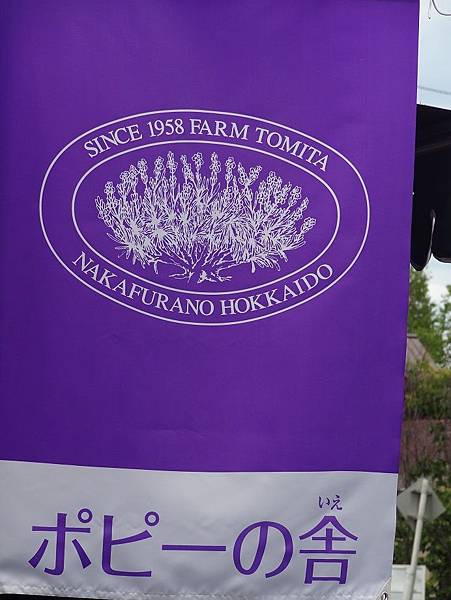 SINCE 1958 FARM TOMITA
NAKAFURANO HOKKAIDO
いえ
ポピーの舎